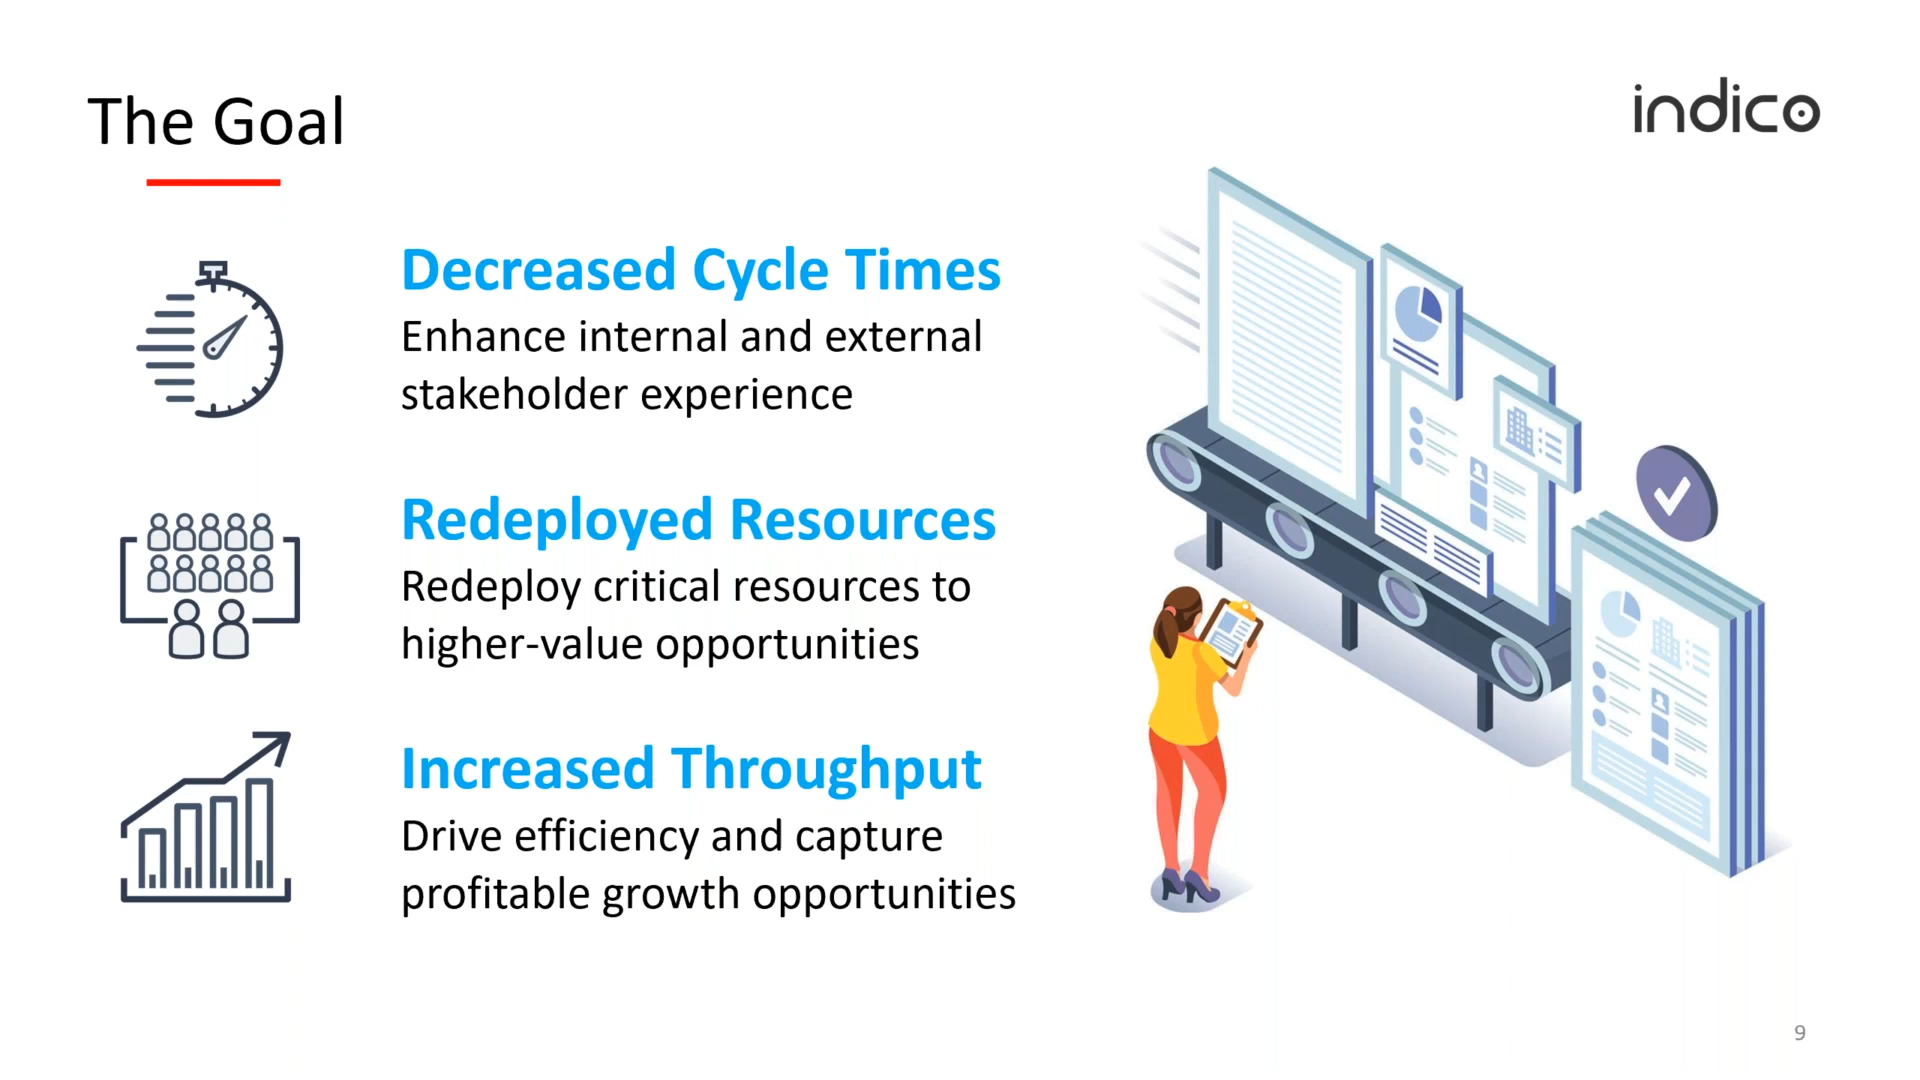 The Goal
indico
Decreased Cycle Times
Enhance internal and external
stakeholder experience
Redeployed Resources
Redeploy critical resources to
higher-value opportunities
Increased Throughput
Drive efficiency and capture
profitable growth opportunities
9